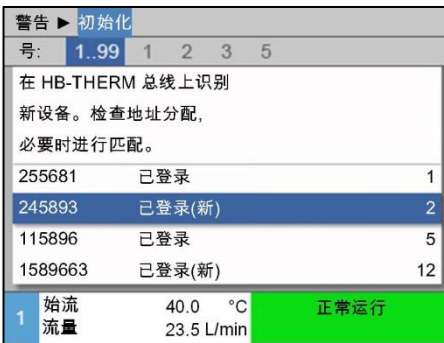 警告 ▶ 初始化
号: 1..99 1 2 3 5
在 HB-THERM 总线上识别
新设备。检查地址分配,
必要时进行匹配。
255681 已登录 1
245893 已登录(新) 2
115896 已登录 5
1589663 已登录(新) 12
1 始流 40.0 °C 正常运行
流量 23.5 L/min